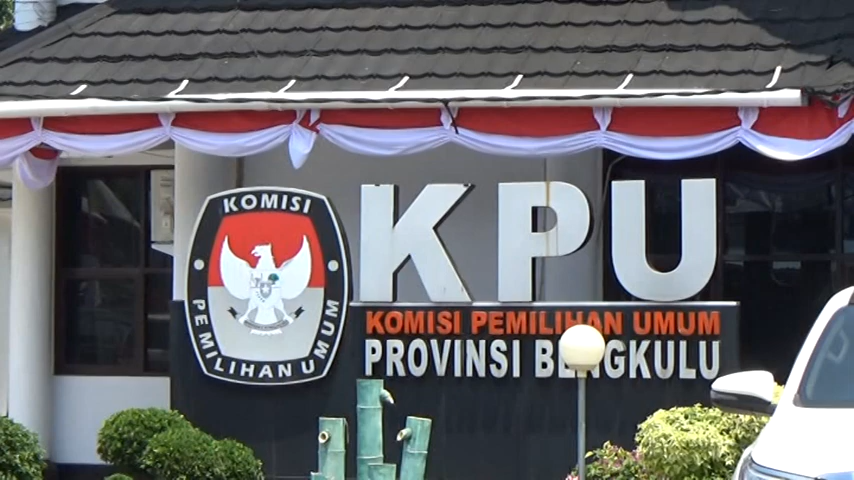 KOMISI
PEMILIHAN UMUM
KPU
KOMISI PEMILIHAN UMUM
PROVINSI BENGKULU